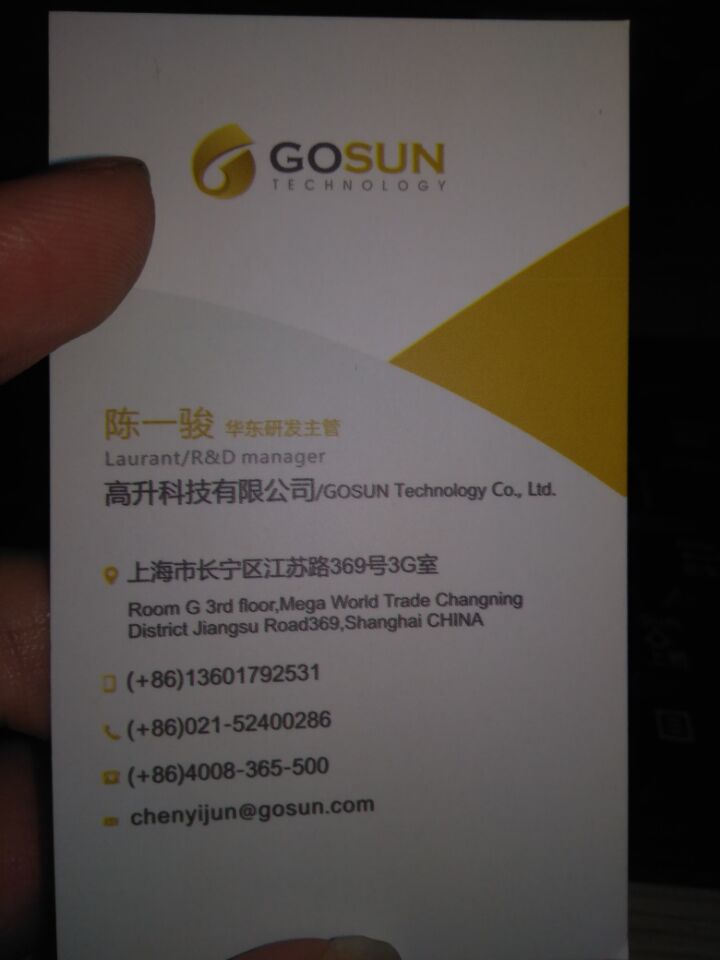 GOSUN
TECHNOLOGY
陈一骏 华东研发主管
Laurant/R&D manager
高升科技有限公司/GOSUN Technology Co., Ltd.
上海市长宁区江苏路369号3G室
Room G 3rd floor,Mega World Trade Changning
District Jiangsu Road369,Shanghai CHINA
(+86)13601792531
(+86)021-52400286
(+86)4008-365-500
chenyijun@gosun.com